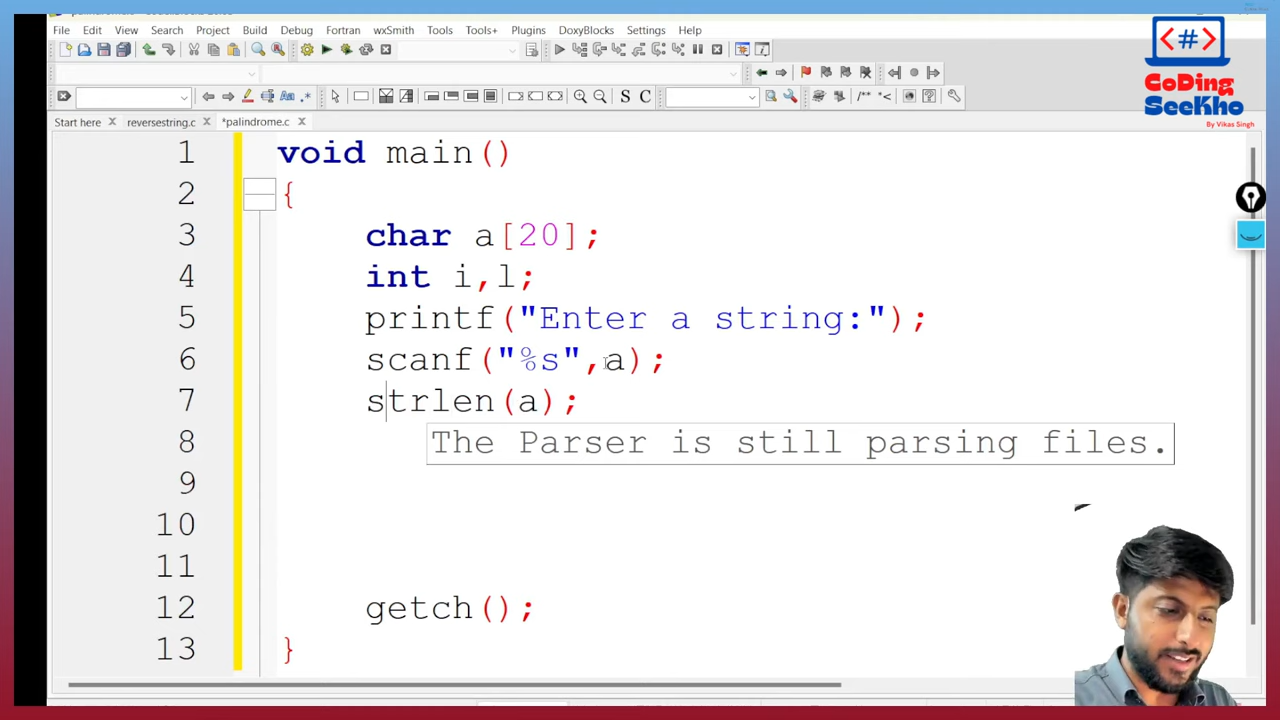 File Edit View Search Project Build Debug Fortran wxSmith Tools Tools+ Plugins DoxyBlocks Settings Help
<#>
CoDing
SeeKho
By Vikas Singh
Start here reversestring.c *palindrome.c
1 void main()
2 {
3 char a[20];
4 int i,l;
5 printf("Enter a string:");
6 scanf("%s",a);
7 strlen(a);
8 The Parser is still parsing files.
9
10
11
12 getch();
13 }